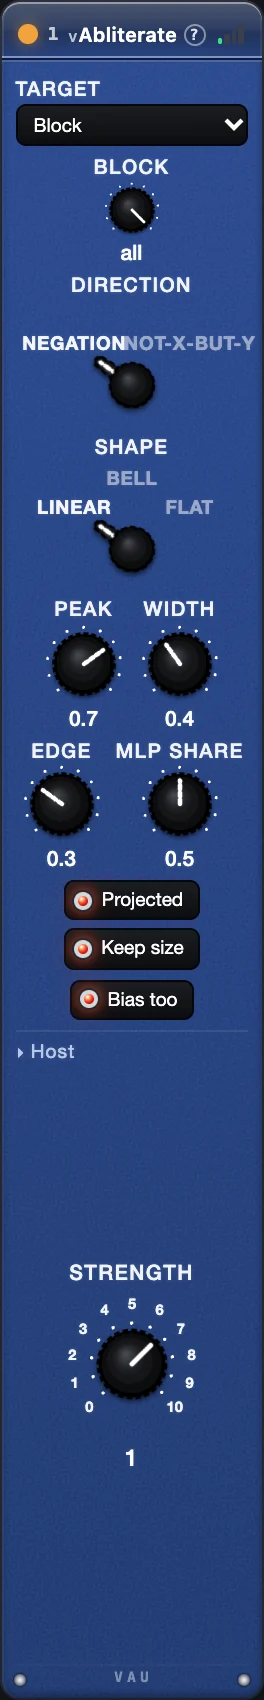 1 vAbliterate ?
TARGET
Block
BLOCK
all
DIRECTION
NEGATION NOT-X-BUT-Y
SHAPE
BELL
LINEAR FLAT
PEAK WIDTH
0.7 0.4
EDGE MLP SHARE
0.3 0.5
Projected
Keep size
Bias too
Host
STRENGTH
0 1 2 3 4 5 6 7 8 9 10
1
VAU